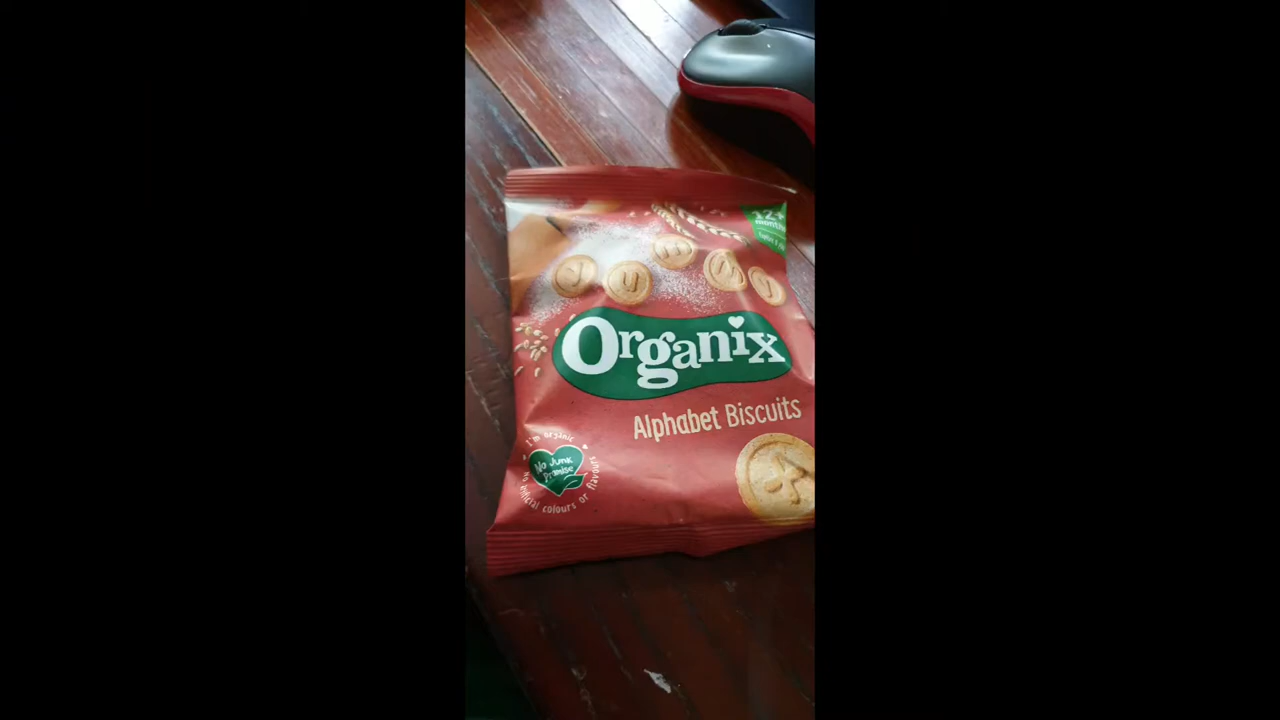 12+
months
y u m m y
Organix
Alphabet Biscuits
I'm organic
No Junk
Promise
No artificial colours or flavours
A